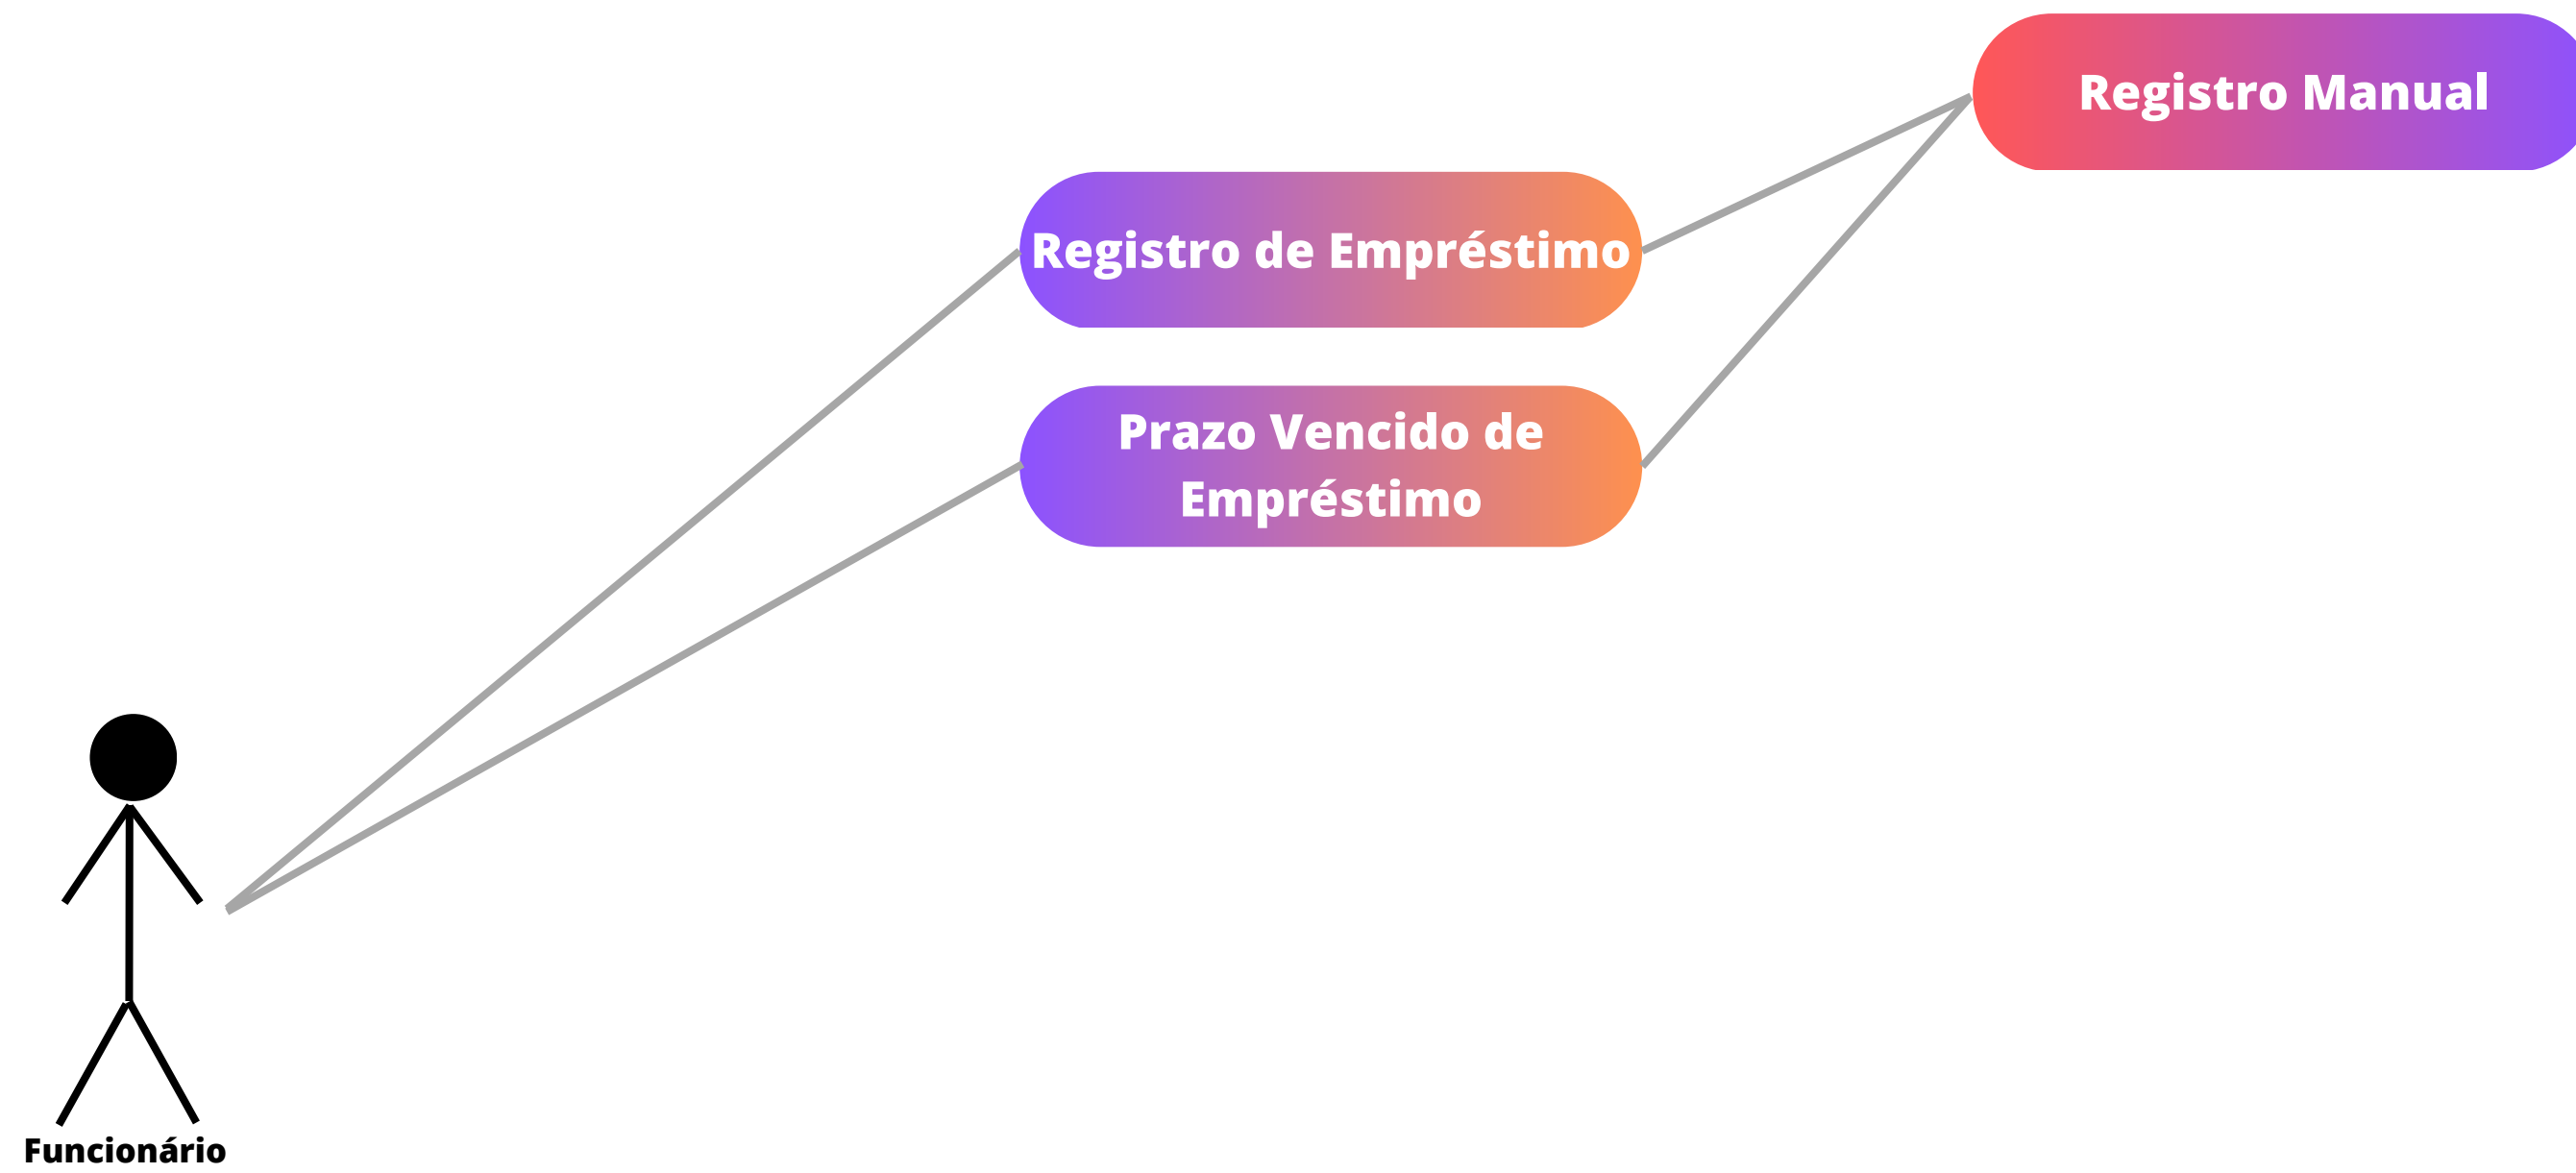 Registro Manual
Registro de Empréstimo
Prazo Vencido de
Empréstimo
Funcionário